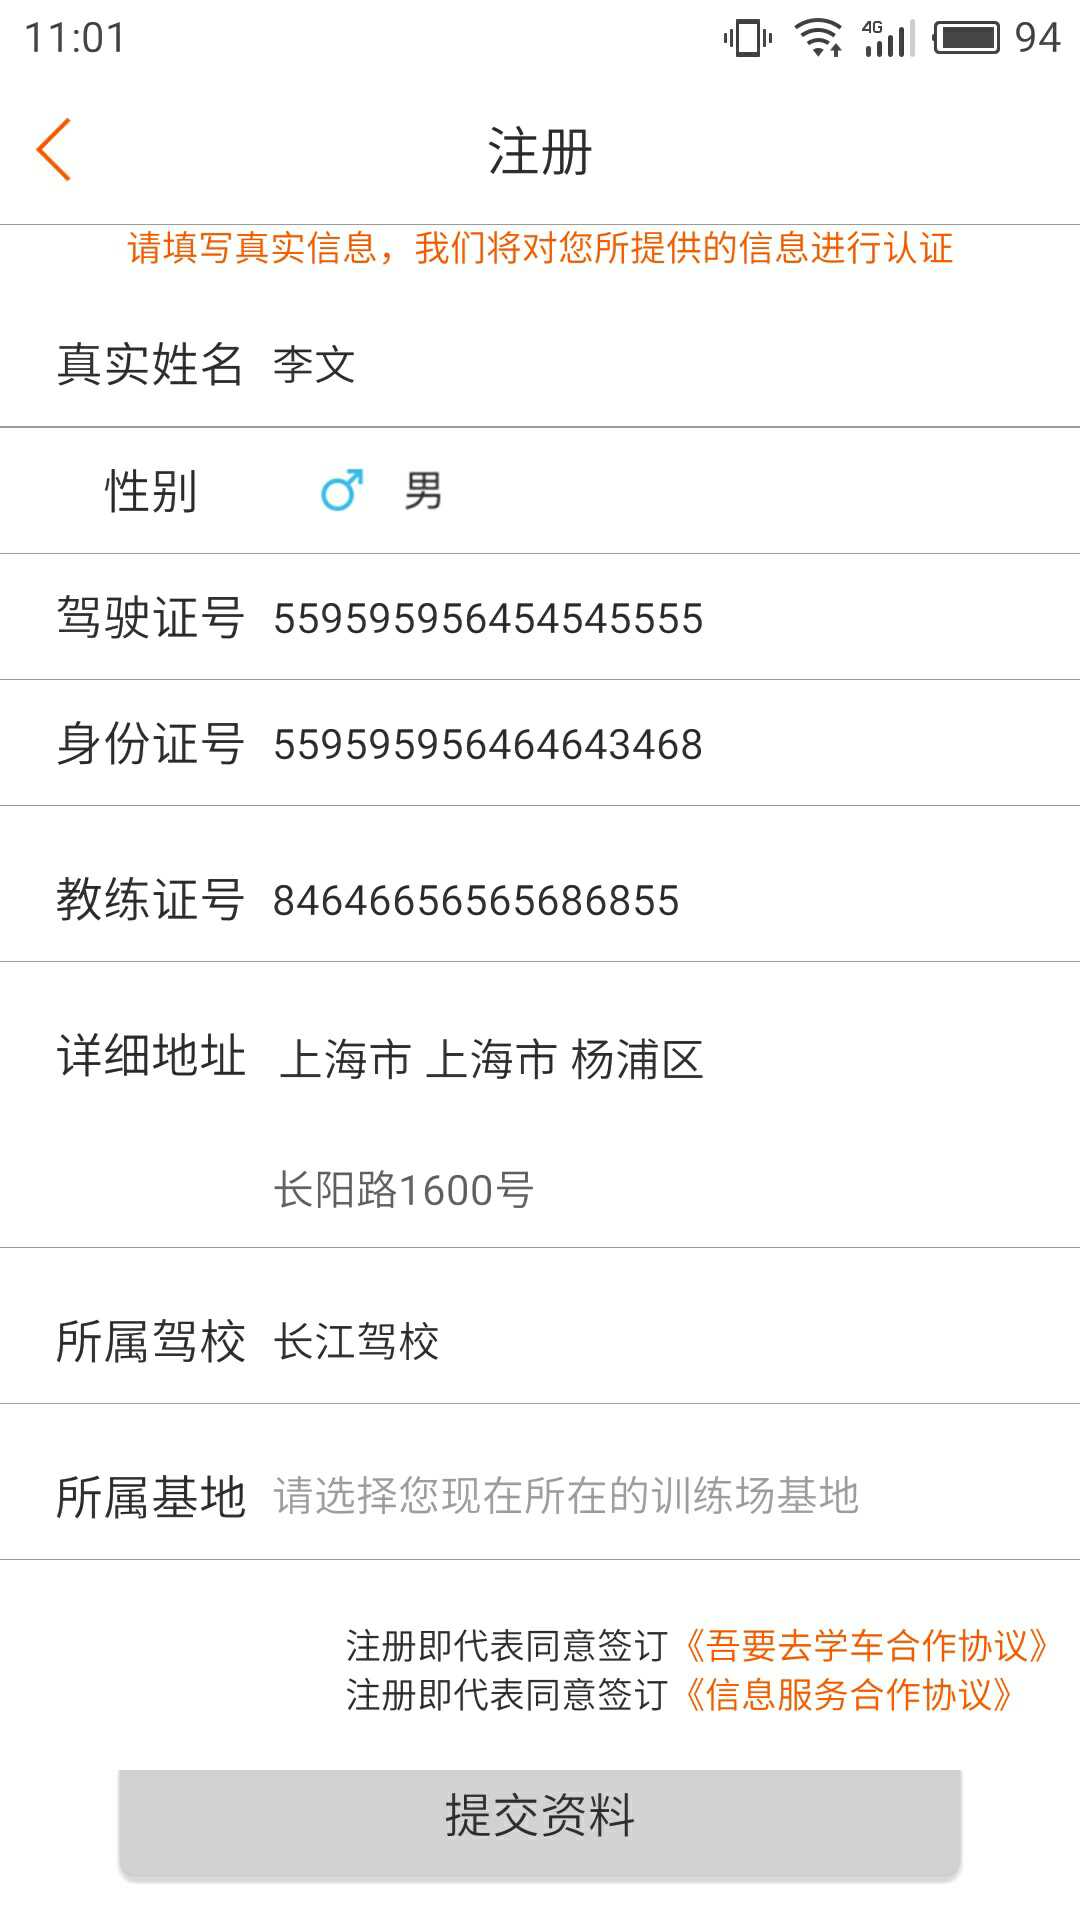 11:01 4G 94
注册
请填写真实信息，我们将对您所提供的信息进行认证
真实姓名 李文
性别 男
驾驶证号 559595956454545555
身份证号 559595956464643468
教练证号 84646656565686855
详细地址 上海市 上海市 杨浦区
长阳路1600号
所属驾校 长江驾校
所属基地 请选择您现在所在的训练场基地
注册即代表同意签订《吾要去学车合作协议》
注册即代表同意签订《信息服务合作协议》
提交资料